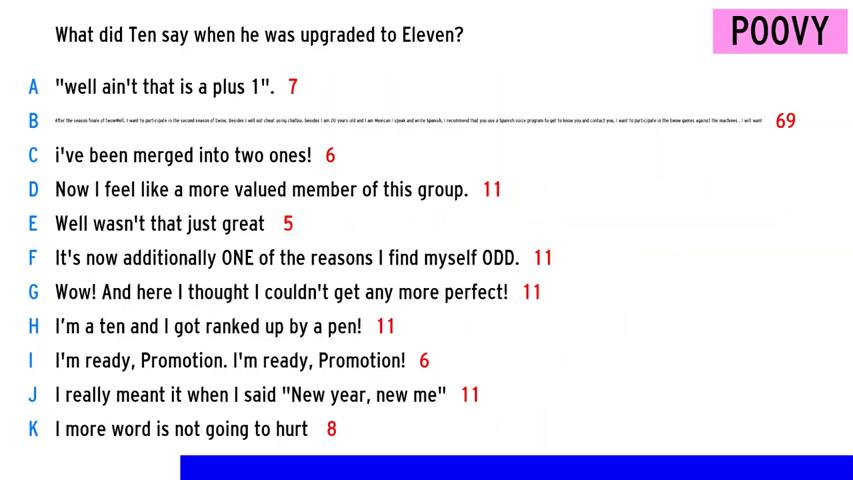 What did Ten say when he was upgraded to Eleven?
POOVY
A "well ain't that is a plus 1". 7
B After the season finale of twowWell, I want to participate in the second season of twow, Besides I will not cheat using chatbox, besides I am 20 years old and I am Mexican I speak and write Spanish, I recommend that you use a Spanish voice program to get to know you and contact you, I want to participate in the twow games against the machines , I will want 69
C i've been merged into two ones! 6
D Now I feel like a more valued member of this group. 11
E Well wasn't that just great 5
F It's now additionally ONE of the reasons I find myself ODD. 11
G Wow! And here I thought I couldn't get any more perfect! 11
H I'm a ten and I got ranked up by a pen! 11
I I'm ready, Promotion. I'm ready, Promotion! 6
J I really meant it when I said "New year, new me" 11
K I more word is not going to hurt 8